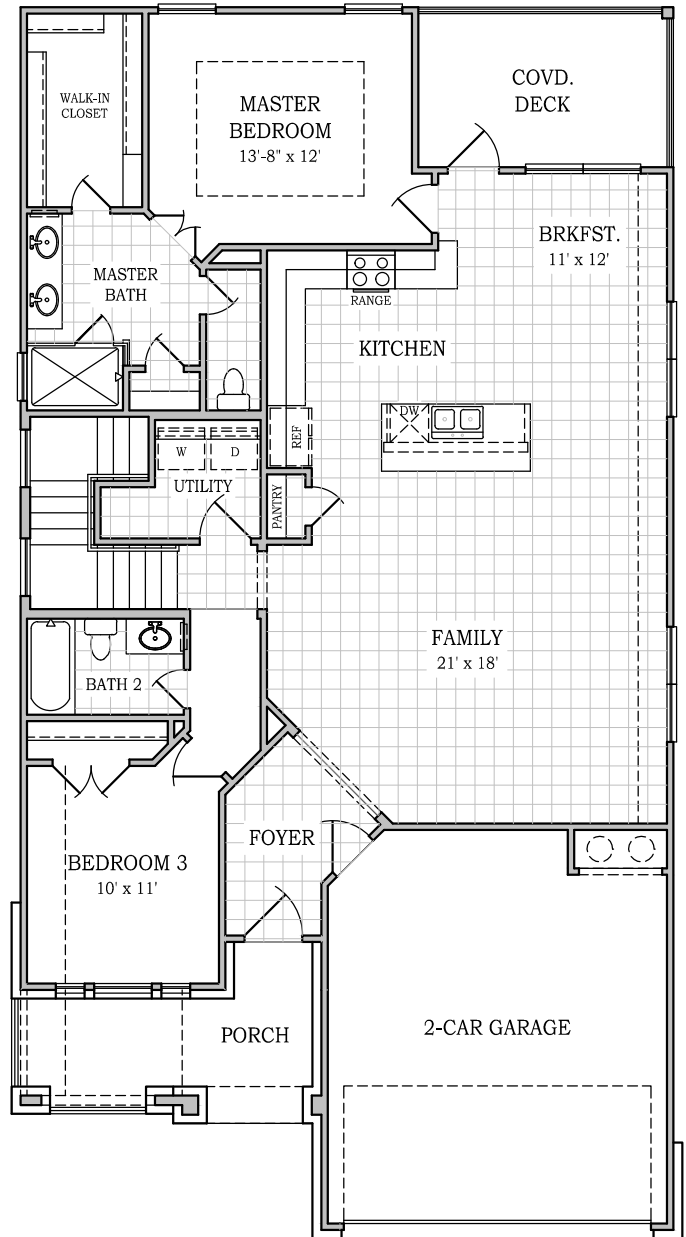 WALK-IN
CLOSET
MASTER
BEDROOM
13'-8" x 12'
COVD.
DECK
BRKFST.
11' x 12'
MASTER
BATH
RANGE
KITCHEN
DW
REF
W
D
UTILITY
PANTRY
FAMILY
21' x 18'
BATH 2
FOYER
BEDROOM 3
10' x 11'
PORCH
2-CAR GARAGE